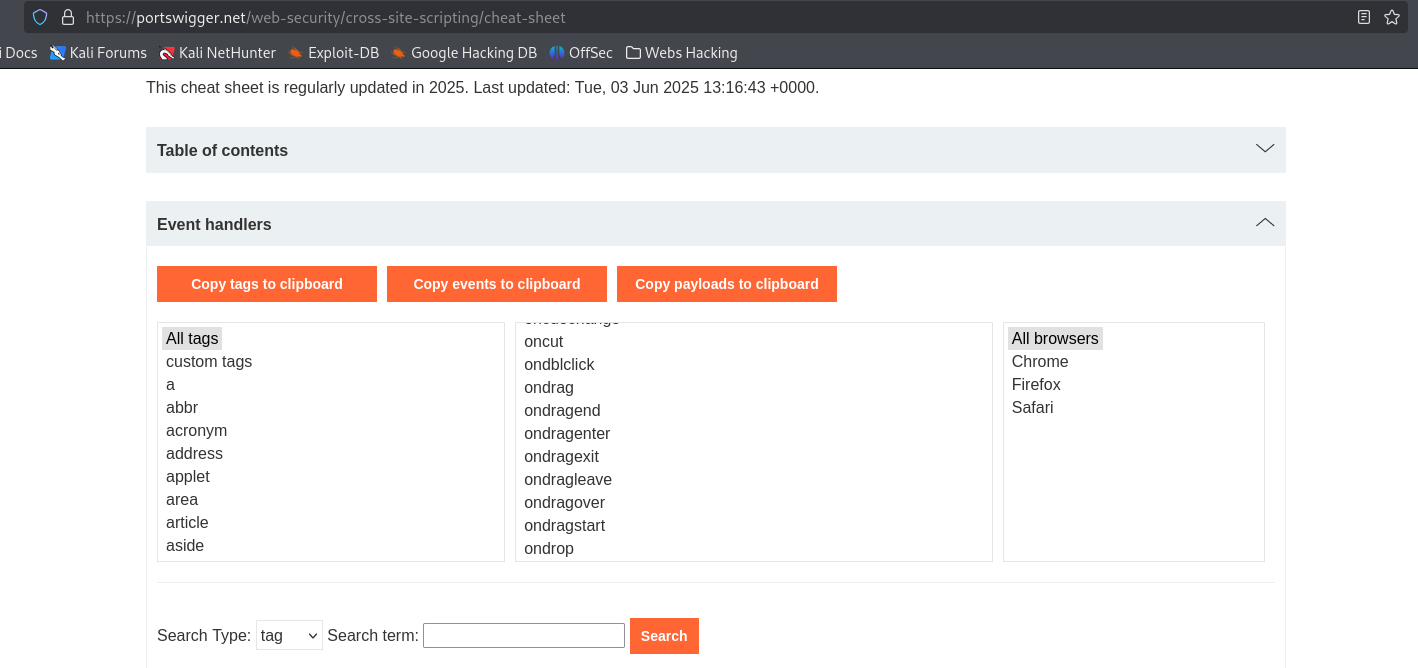 https://portswigger.net/web-security/cross-site-scripting/cheat-sheet
i Docs Kali Forums Kali NetHunter Exploit-DB Google Hacking DB OffSec Webs Hacking
This cheat sheet is regularly updated in 2025. Last updated: Tue, 03 Jun 2025 13:16:43 +0000.
Table of contents
Event handlers
Copy tags to clipboard Copy events to clipboard Copy payloads to clipboard
All tags
custom tags
a
abbr
acronym
address
applet
area
article
aside
oncut
ondblclick
ondrag
ondragend
ondragenter
ondragexit
ondragleave
ondragover
ondragstart
ondrop
All browsers
Chrome
Firefox
Safari
Search Type: tag Search term: Search